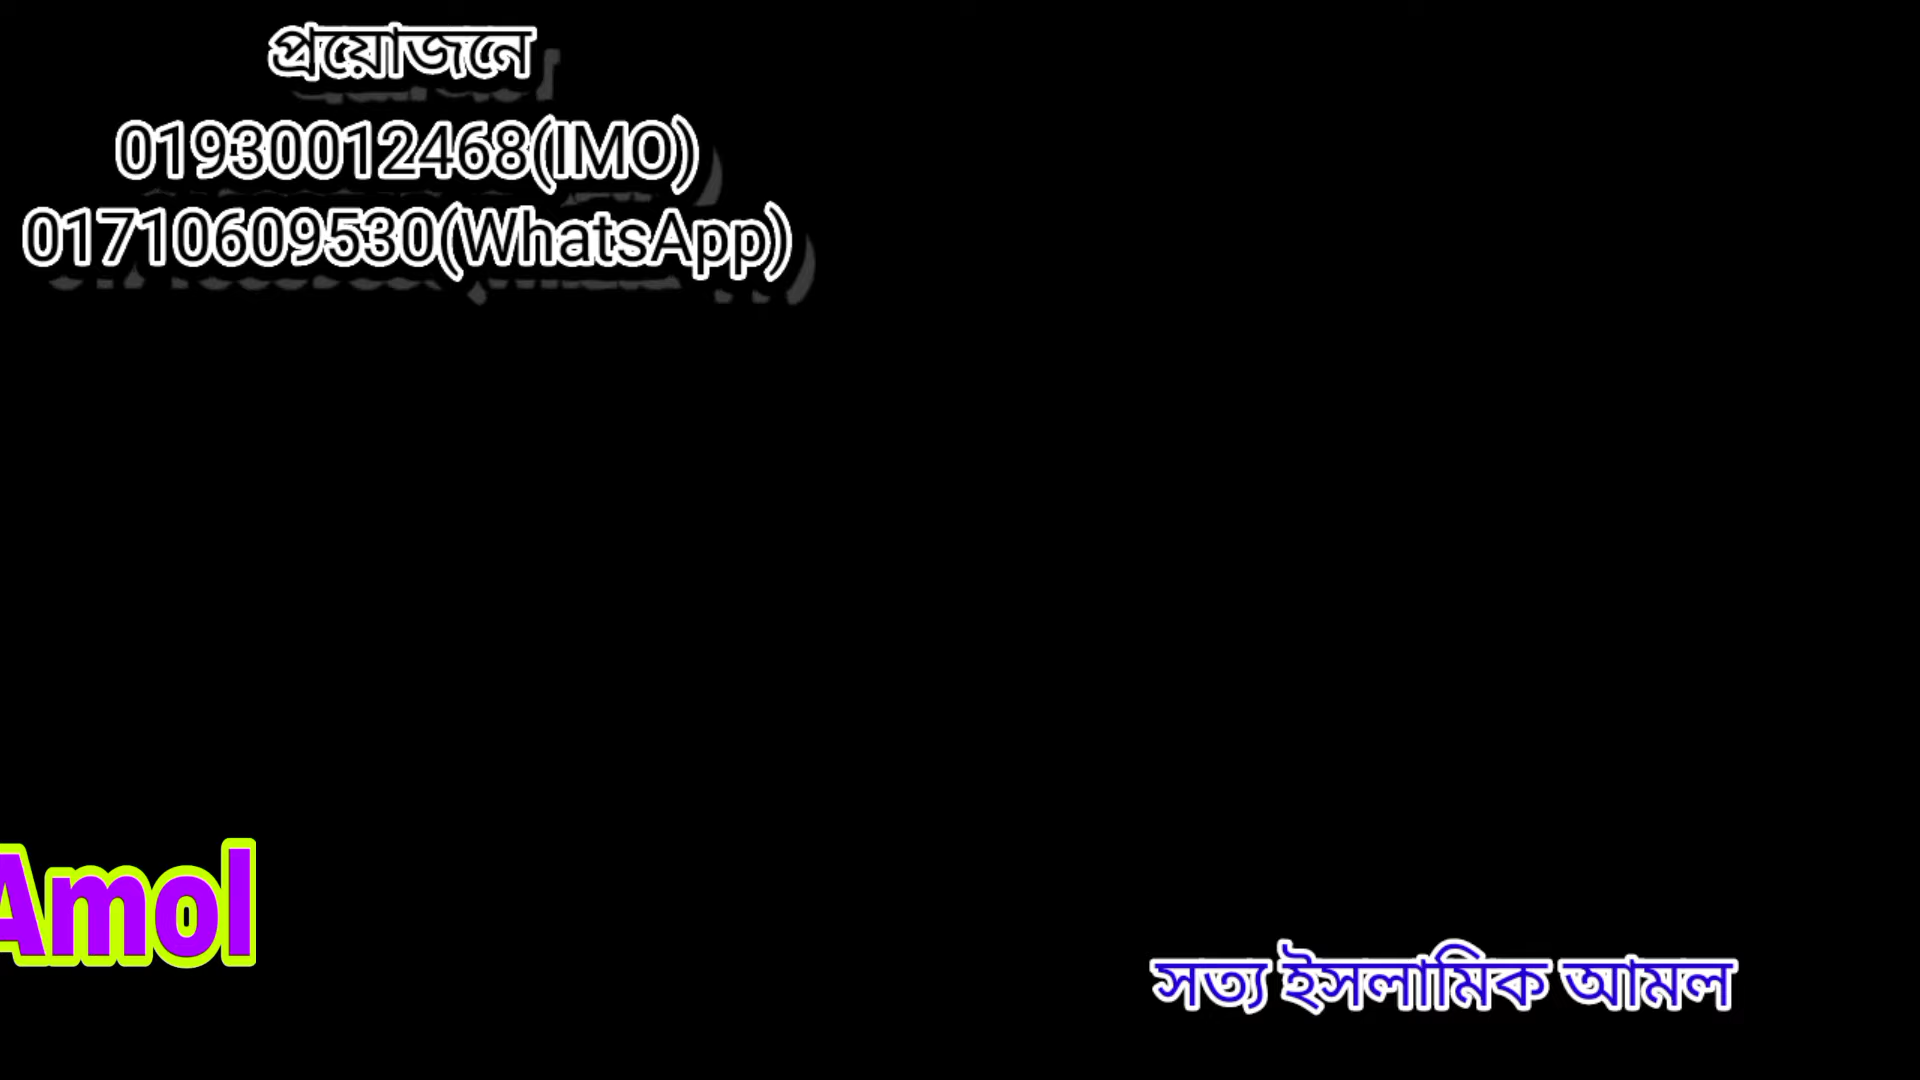 প্রয়োজনে
01930012468(IMO)
01710609530(WhatsApp)
Amol
সত্য ইসলামিক আমল